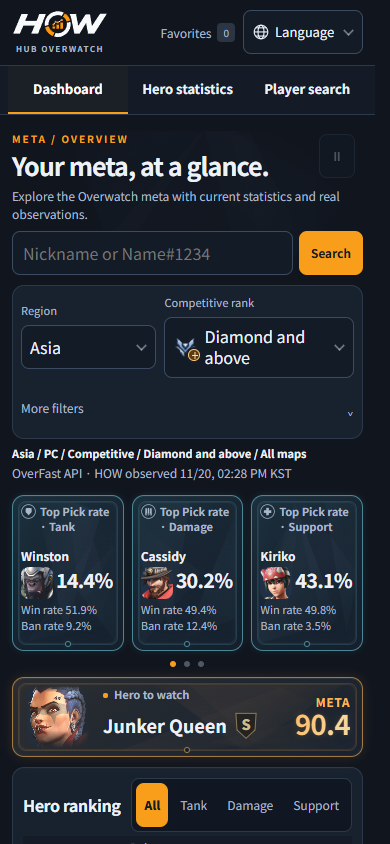 HOW
HUB OVERWATCH
Favorites 0
Language
Dashboard
Hero statistics
Player search
META / OVERVIEW
Your meta, at a glance.
Explore the Overwatch meta with current statistics and real
observations.
Nickname or Name#1234
Search
Region
Asia
Competitive rank
Diamond and
above
More filters
Asia / PC / Competitive / Diamond and above / All maps
OverFast API · HOW observed 11/20, 02:28 PM KST
Top Pick rate
· Tank
Winston
14.4%
Win rate 51.9%
Ban rate 9.2%
Top Pick rate
· Damage
Cassidy
30.2%
Win rate 49.4%
Ban rate 12.4%
Top Pick rate
· Support
Kiriko
43.1%
Win rate 49.8%
Ban rate 3.5%
Hero to watch
Junker Queen S
META
90.4
Hero ranking
All
Tank
Damage
Support